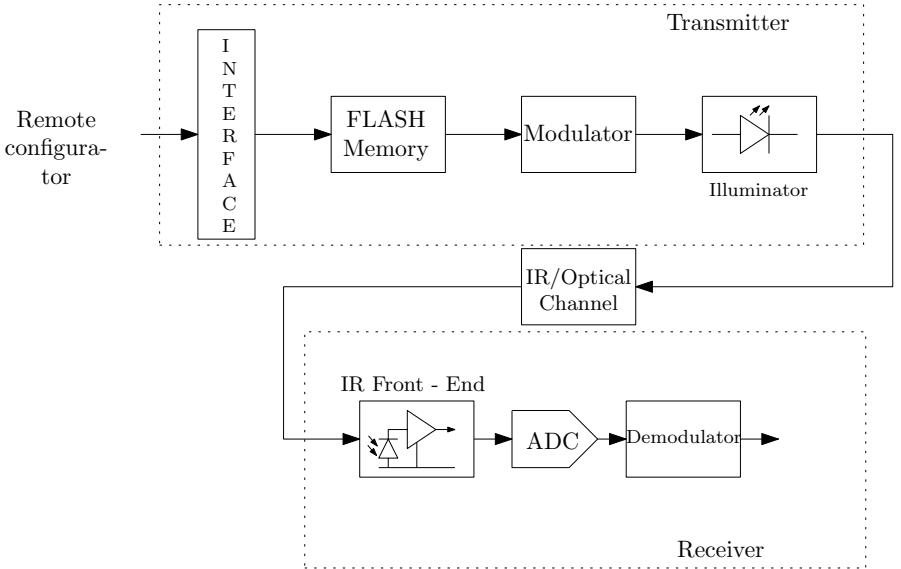 Transmitter
I
N
T
E
R
F
A
C
E
Remote
configura-
tor
FLASH
Memory
Modulator
Illuminator
IR/Optical
Channel
IR Front - End
ADC
Demodulator
Receiver